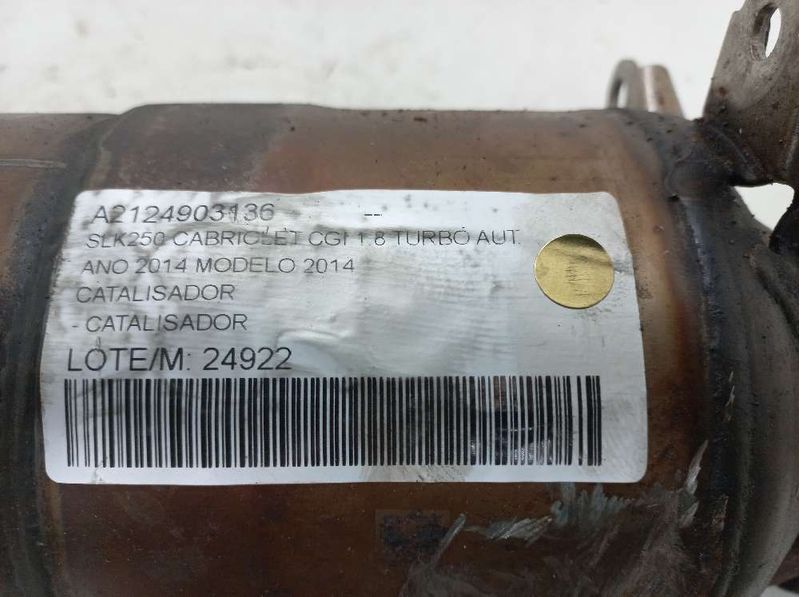 A2124903136 --
SLK250 CABRIOLET CGI 1.8 TURBO AUT.
ANO 2014 MODELO 2014
CATALISADOR
- CATALISADOR
LOTE/M: 24922